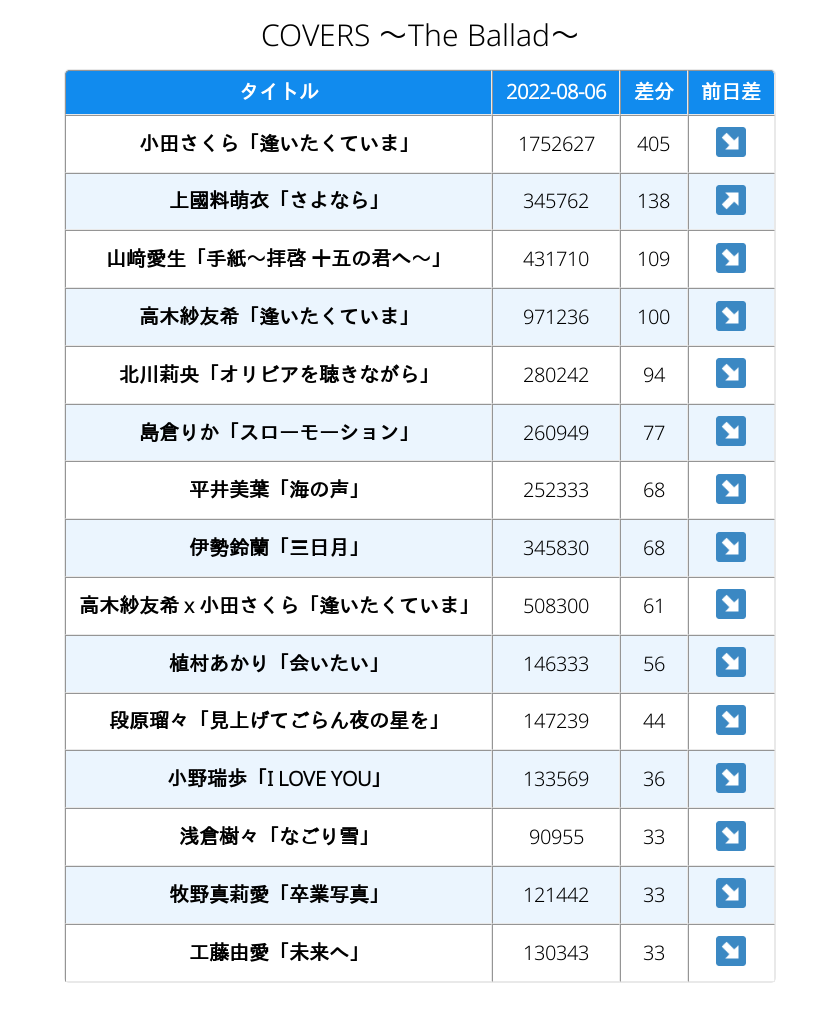 COVERS ～The Ballad～
タイトル 2022-08-06 差分 前日差
小田さくら「逢いたくていま」 1752627 405 ↘
上國料萌衣「さよなら」 345762 138 ↗
山﨑愛生「手紙～拝啓 十五の君へ～」 431710 109 ↘
高木紗友希「逢いたくていま」 971236 100 ↘
北川莉央「オリビアを聴きながら」 280242 94 ↘
島倉りか「スローモーション」 260949 77 ↘
平井美葉「海の声」 252333 68 ↘
伊勢鈴蘭「三日月」 345830 68 ↘
高木紗友希 x 小田さくら「逢いたくていま」 508300 61 ↘
植村あかり「会いたい」 146333 56 ↘
段原瑠々「見上げてごらん夜の星を」 147239 44 ↘
小野瑞歩「I LOVE YOU」 133569 36 ↘
浅倉樹々「なごり雪」 90955 33 ↘
牧野真莉愛「卒業写真」 121442 33 ↘
工藤由愛「未来へ」 130343 33 ↘